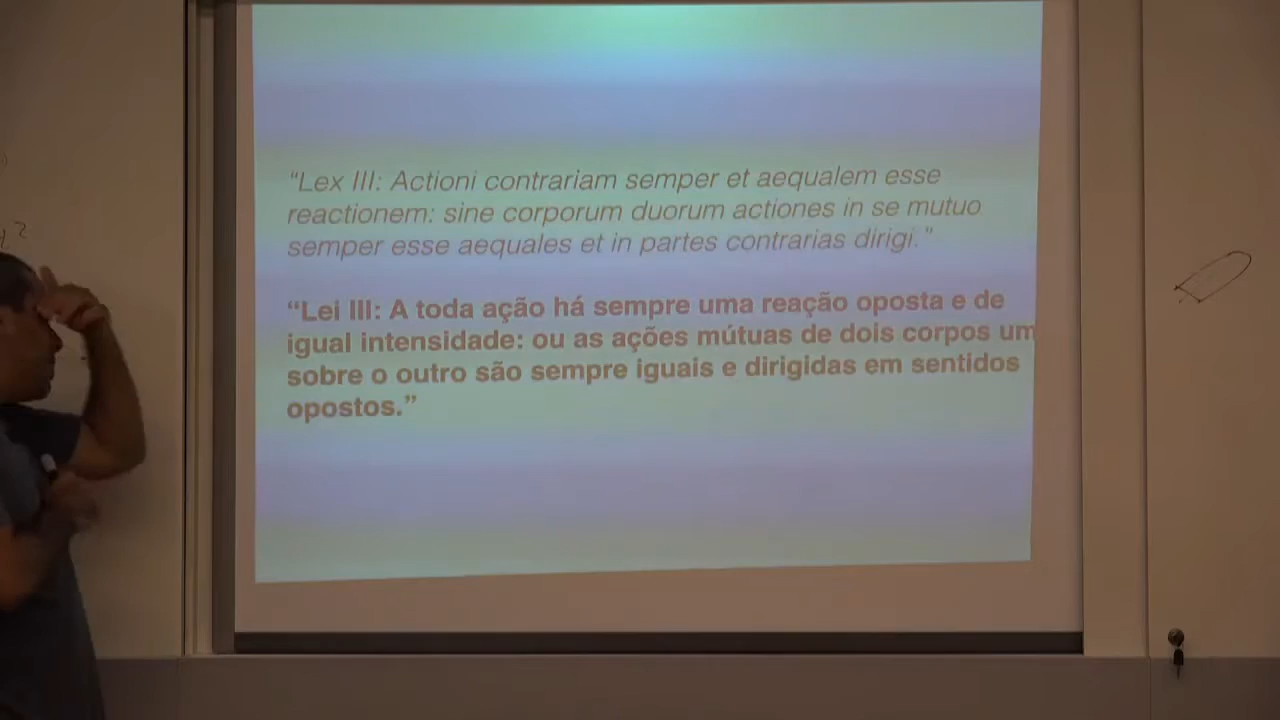 “Lex III: Actioni contrariam semper et aequalem esse
reactionem: sine corporum duorum actiones in se mutuo
semper esse aequales et in partes contrarias dirigi.”
“Lei III: A toda ação há sempre uma reação oposta e de
igual intensidade: ou as ações mútuas de dois corpos um
sobre o outro são sempre iguais e dirigidas em sentidos
opostos.”